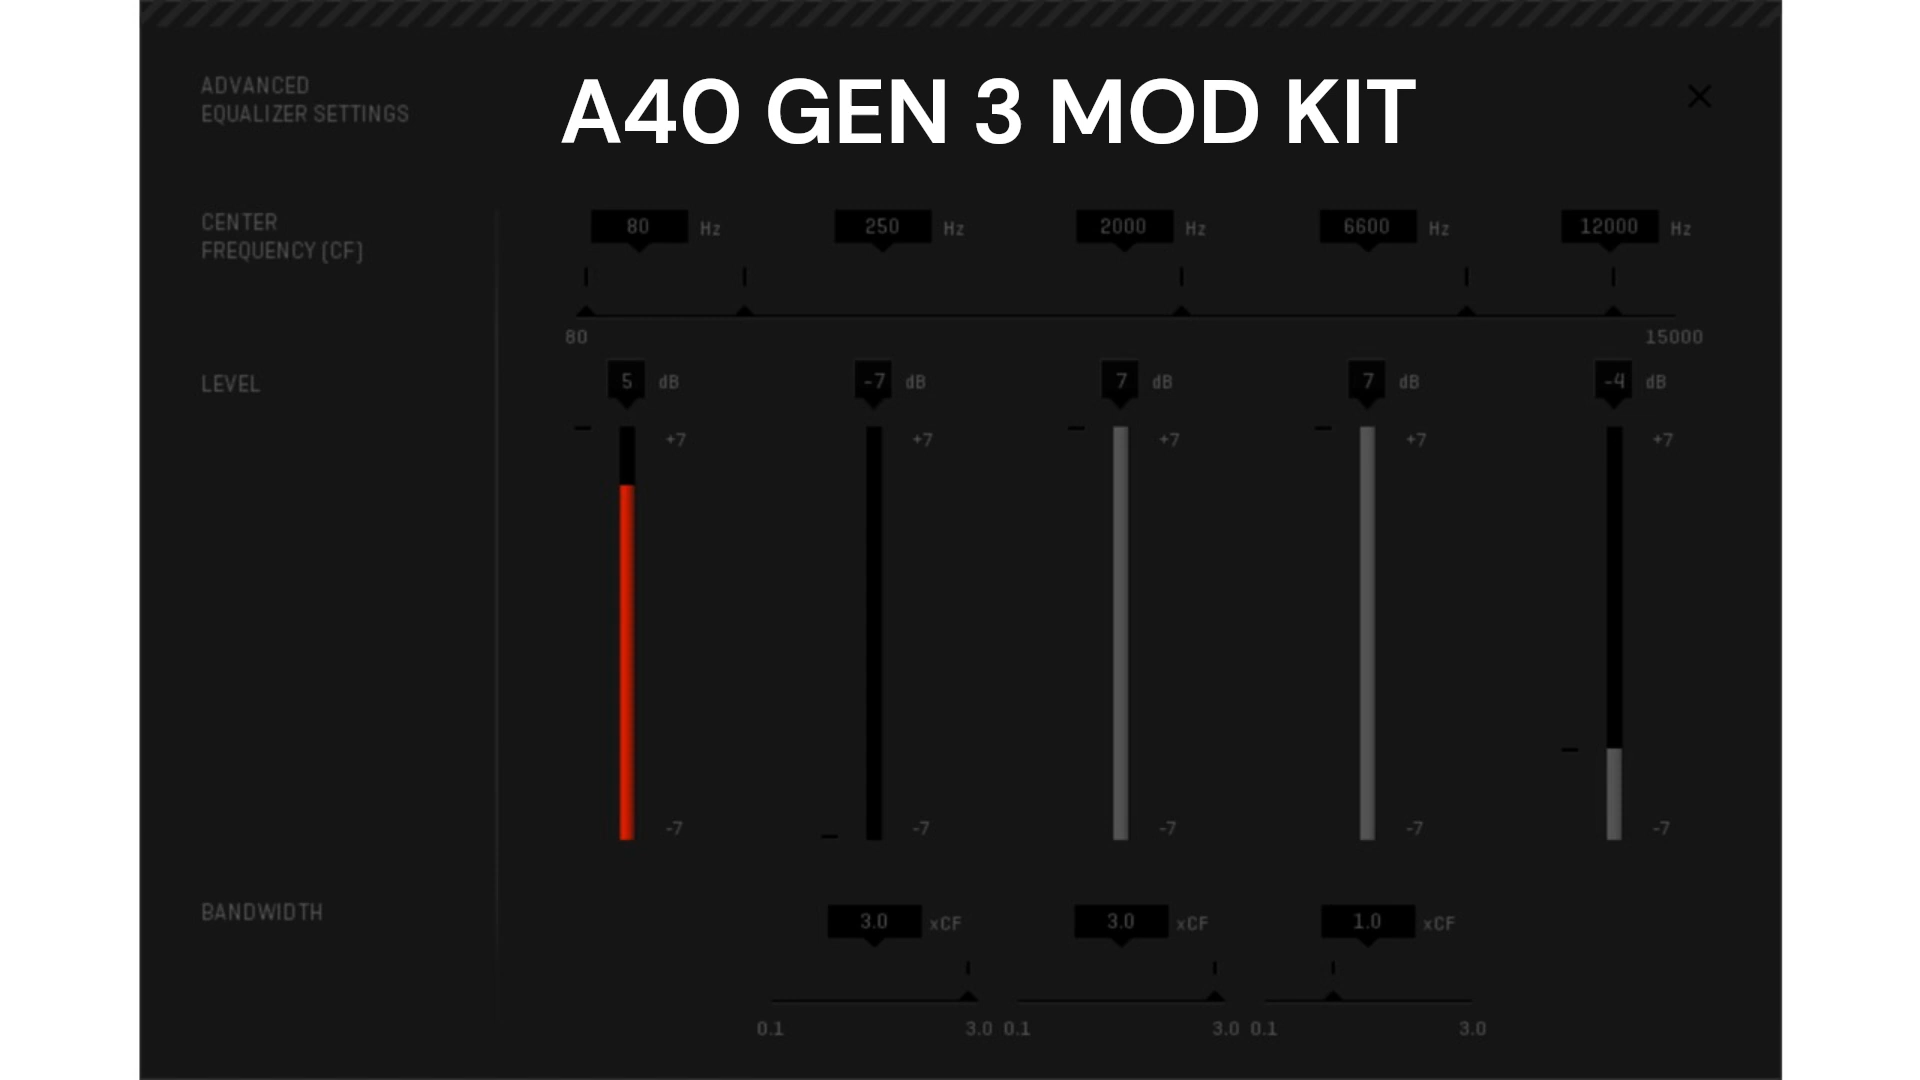 A40 GEN 3 MOD KIT
ADVANCED
EQUALIZER SETTINGS
CENTER
FREQUENCY (CF)
80 Hz 250 Hz 2000 Hz 6600 Hz 12000 Hz
80 15000
LEVEL
5 dB -7 dB 7 dB 7 dB -4 dB
+7 +7 +7 +7 +7
-7 -7 -7 -7 -7
BANDWIDTH
3.0 xCF 3.0 xCF 1.0 xCF
0.1 3.0 0.1 3.0 0.1 3.0